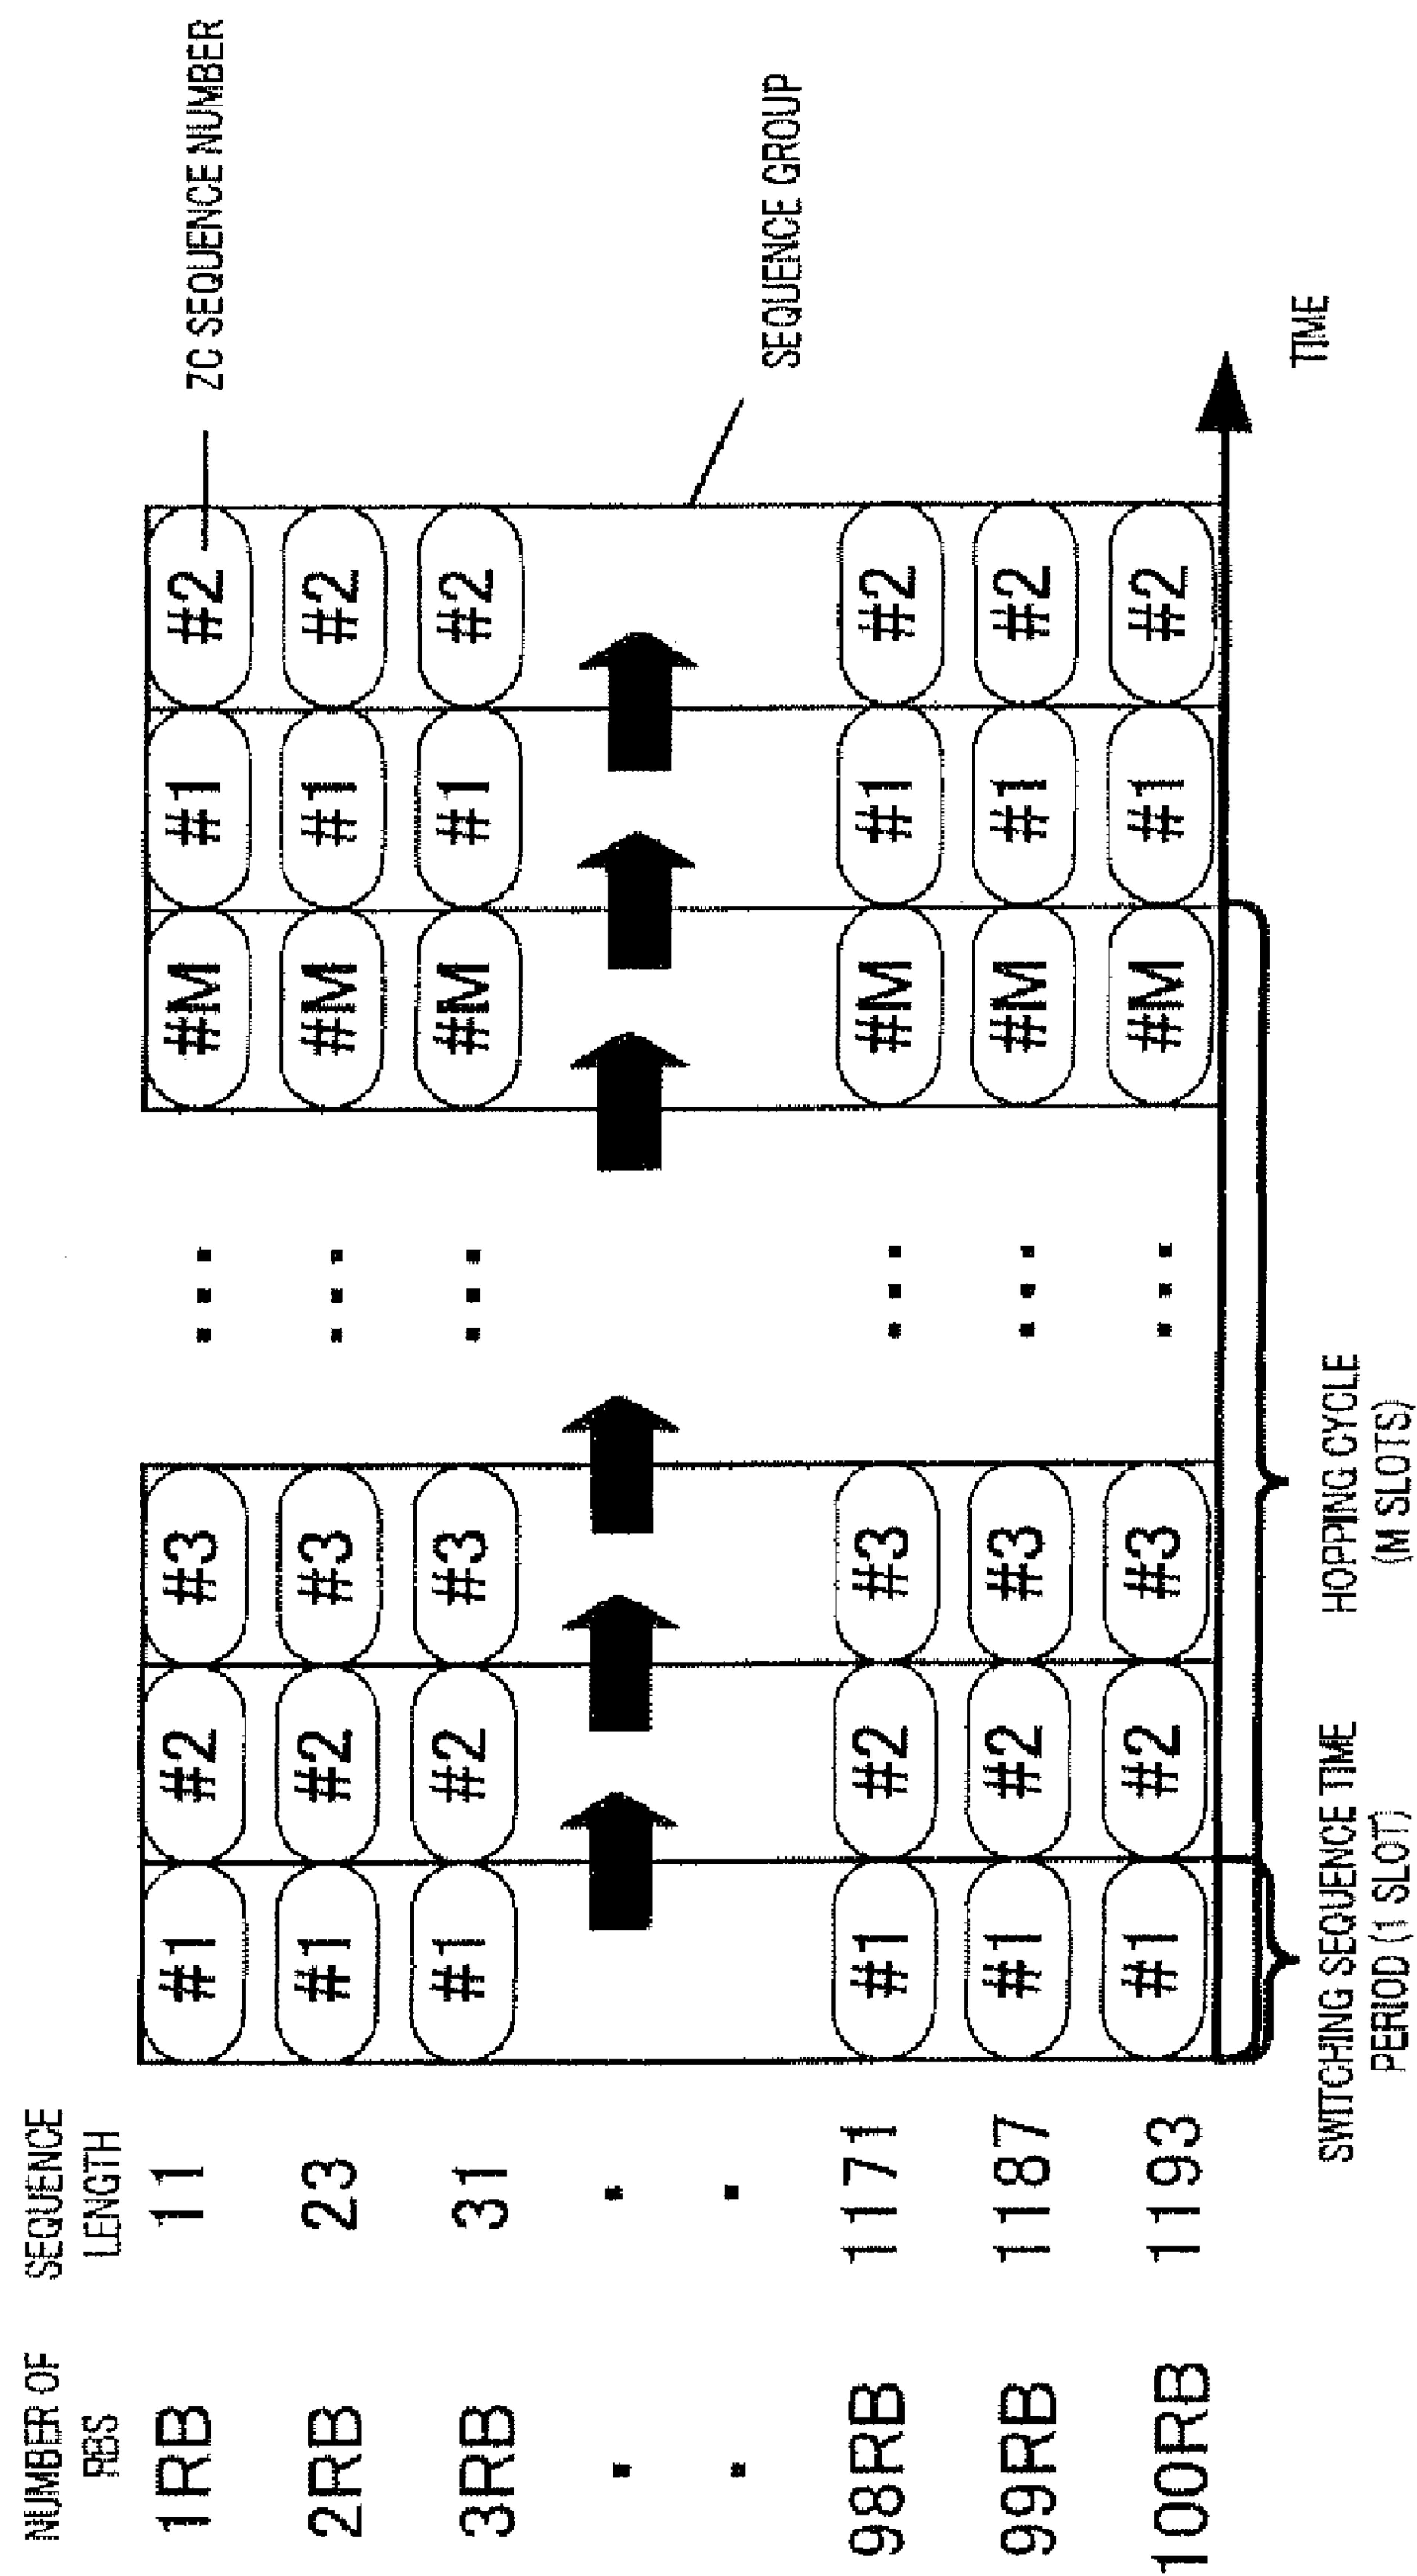 NUMBER OF RBS SEQUENCE LENGTH
1RB 11 #1 #2 #3 ... #M #1 #2
2RB 23 #1 #2 #3 ... #M #1 #2
3RB 31 #1 #2 #3 ... #M #1 #2
. .
. .
98RB 1171 #1 #2 #3 ... #M #1 #2
99RB 1187 #1 #2 #3 ... #M #1 #2
100RB 1193 #1 #2 #3 ... #M #1 #2
ZC SEQUENCE NUMBER
SEQUENCE GROUP
TIME
SWITCHING SEQUENCE TIME
PERIOD (1 SLOT)
HOPPING CYCLE
(M SLOTS)